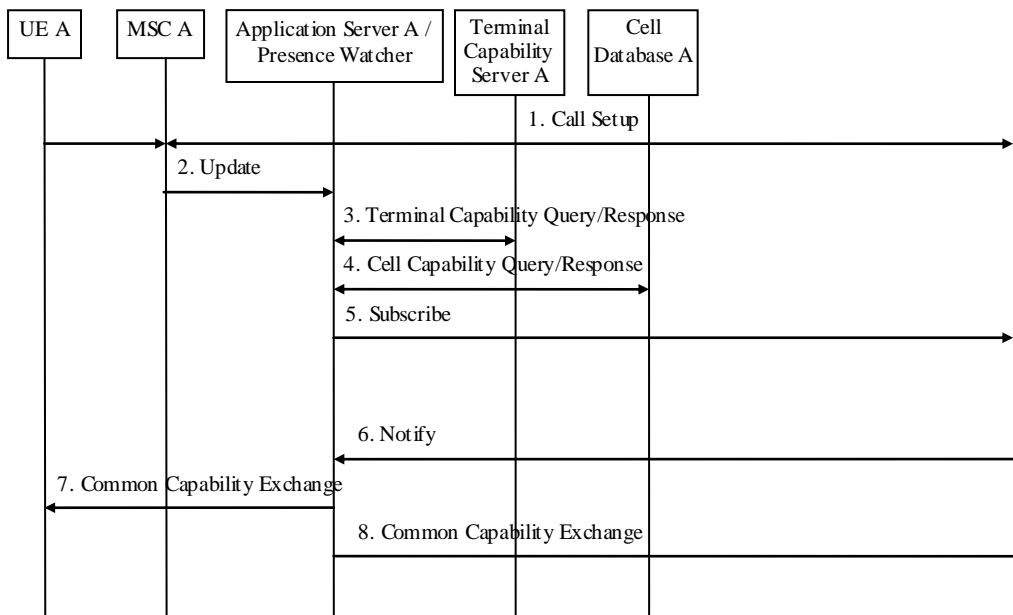 UE A
MSC A
Application Server A /
Presence Watcher
Terminal
Capability
Server A
Cell
Database A
1. Call Setup
2. Update
3. Terminal Capability Query/Response
4. Cell Capability Query/Response
5. Subscribe
6. Notify
7. Common Capability Exchange
8. Common Capability Exchange